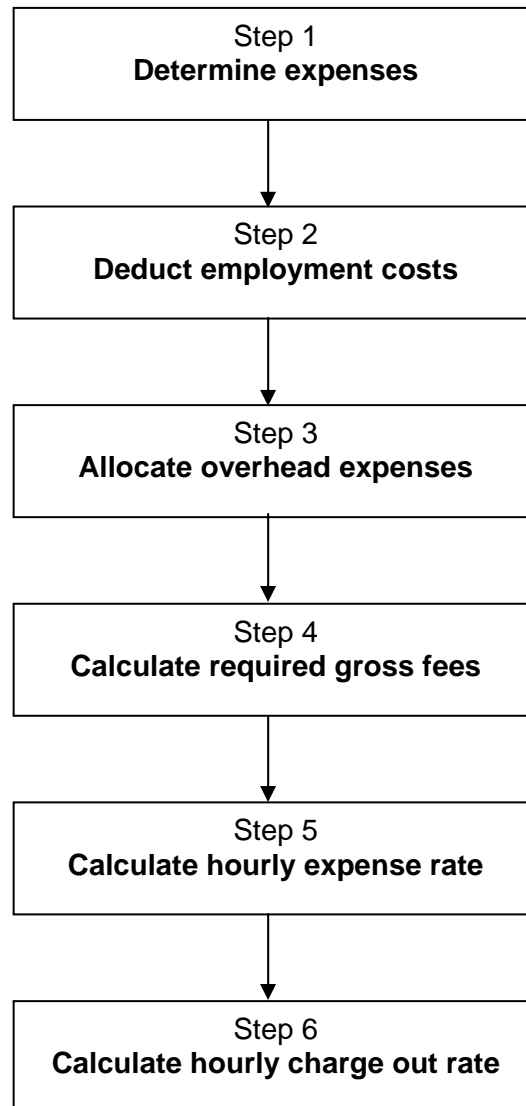 Step 1
Determine expenses
Step 2
Deduct employment costs
Step 3
Allocate overhead expenses
Step 4
Calculate required gross fees
Step 5
Calculate hourly expense rate
Step 6
Calculate hourly charge out rate